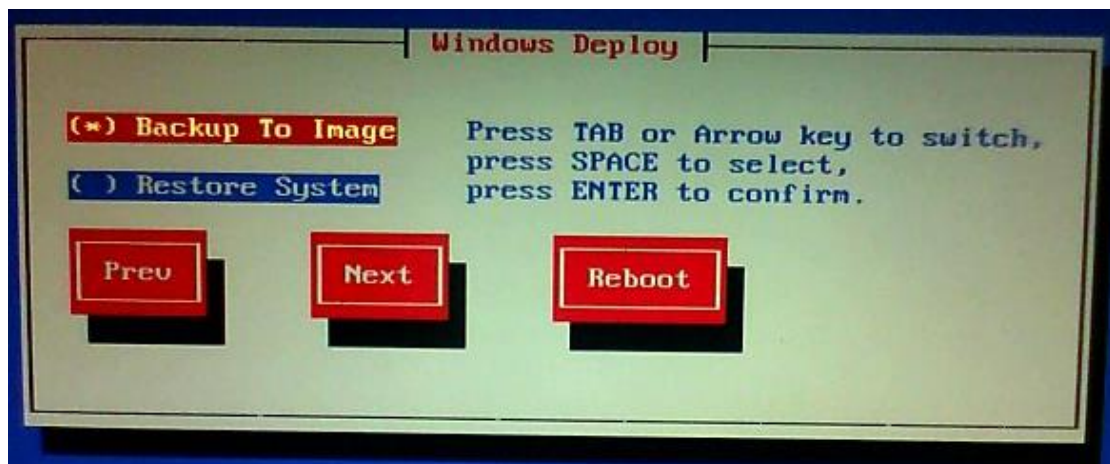 Windows Deploy
(*) Backup To Image
( ) Restore System
Press TAB or Arrow key to switch,
press SPACE to select,
press ENTER to confirm.
Prev
Next
Reboot